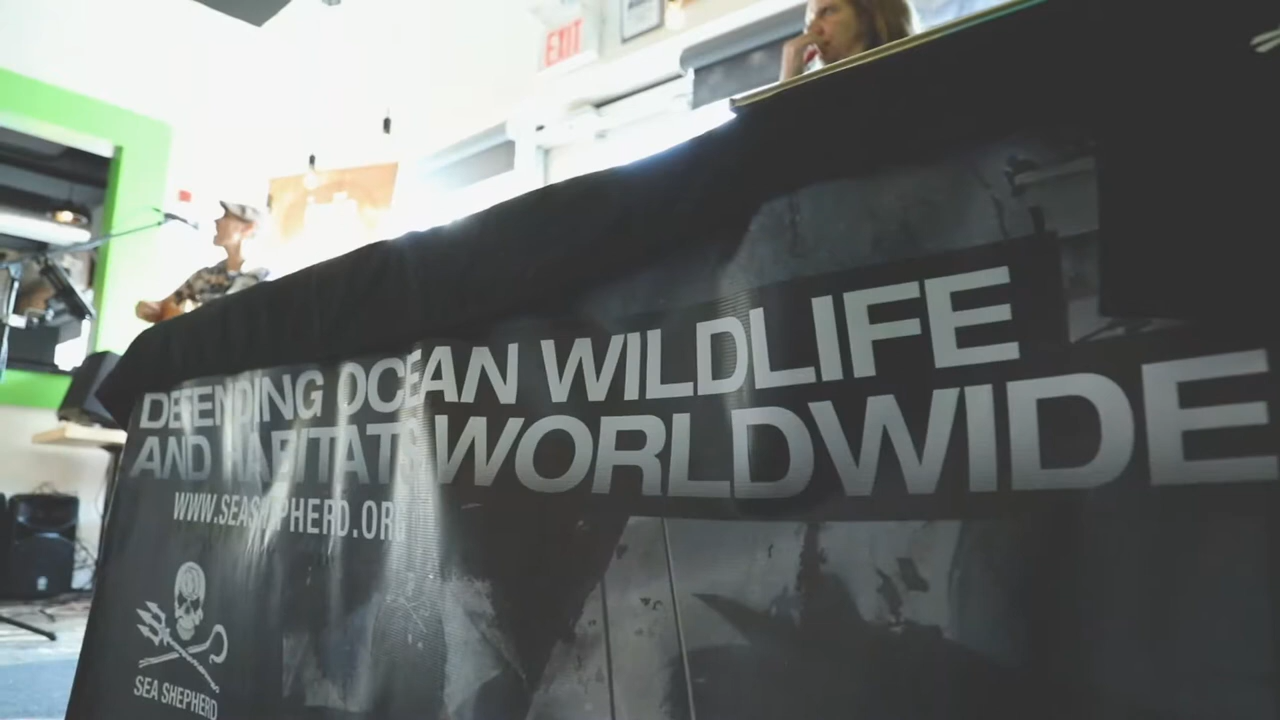 EXIT
DEFENDING OCEAN WILDLIFE
AND HABITATS WORLDWIDE
WWW.SEASHEPHERD.ORG
SEA SHEPHERD